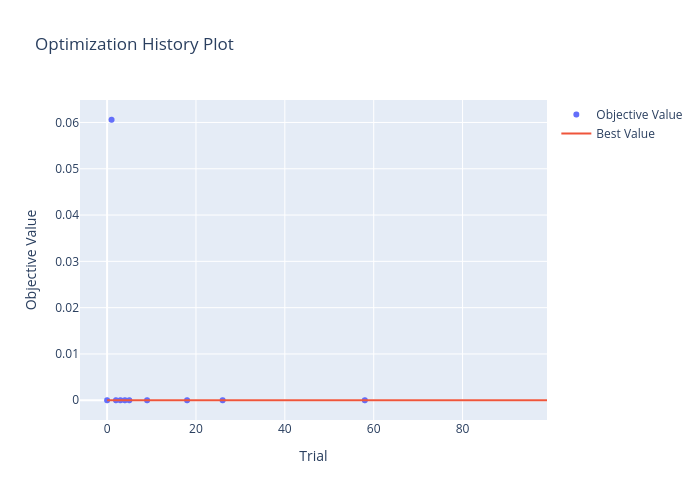 Optimization History Plot
Objective Value
Best Value
0.06
0.05
0.04
0.03
0.02
0.01
0
Objective Value
0
20
40
60
80
Trial